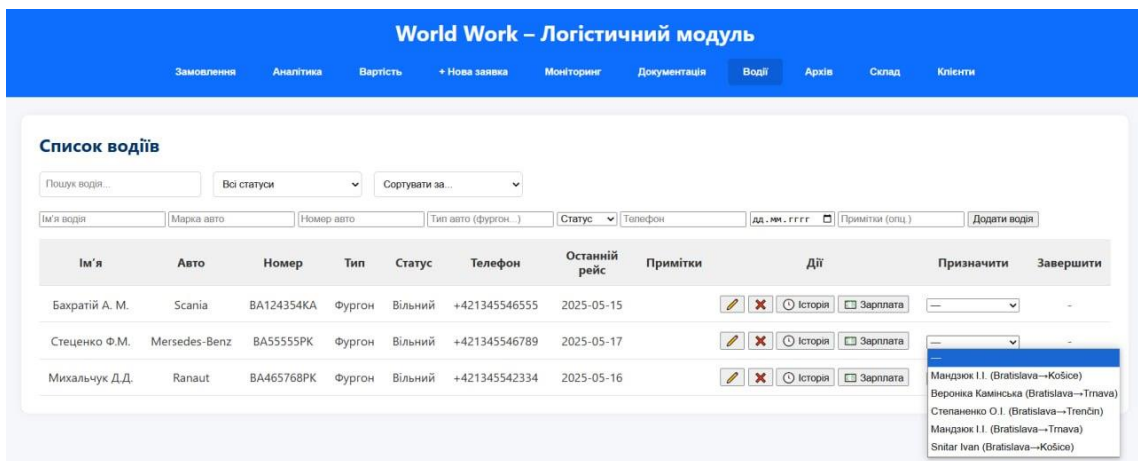 World Work – Логістичний модуль
Замовлення Аналітика Вартість + Нова заявка Моніторинг Документація Водії Архів Склад Клієнти
Список водіїв
Пошук водія... Всі статуси Сортувати за...
Ім'я водія Марка авто Номер авто Тип авто (фургон...) Статус Телефон дд.мм.гггг Примітки (опц.) Додати водія
Ім'я Авто Номер Тип Статус Телефон Останній рейс Примітки Дії Призначити Завершити
Бахратій А. М. Scania BA124354KA Фургон Вільний +421345546555 2025-05-15 Історія Зарплата — -
Стеценко Ф.М. Mersedes-Benz BA55555PK Фургон Вільний +421345546789 2025-05-17 Історія Зарплата — -
—
Михальчук Д.Д. Ranaut BA465768PK Фургон Вільний +421345542334 2025-05-16 Історія Зарплата
Мандзюк І.І. (Bratislava→Košice)
Вероніка Камінська (Bratislava→Trnava)
Степаненко О.І. (Bratislava→Trenčín)
Мандзюк І.І. (Bratislava→Trnava)
Snitar Ivan (Bratislava→Košice)